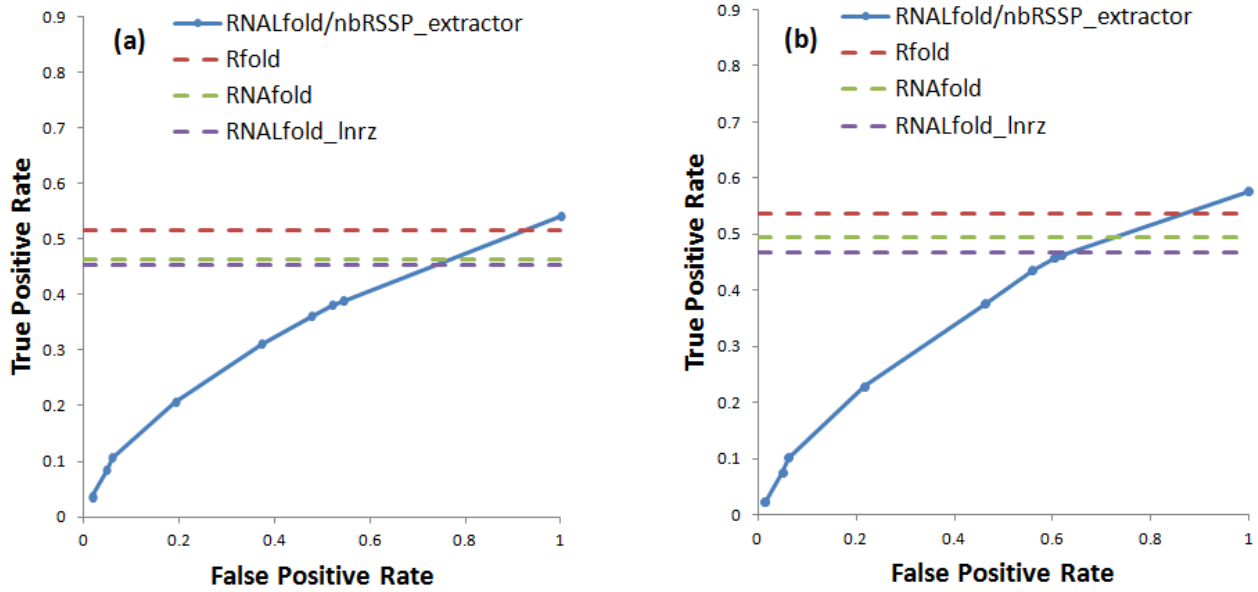 (a)
RNALfold/nbRSSP_extractor
Rfold
RNAfold
RNALfold_lnrz
True Positive Rate
0.9
0.8
0.7
0.6
0.5
0.4
0.3
0.2
0.1
0
0 0.2 0.4 0.6 0.8 1
False Positive Rate
(b)
RNALfold/nbRSSP_extractor
Rfold
RNAfold
RNALfold_lnrz
True Positive Rate
0.9
0.8
0.7
0.6
0.5
0.4
0.3
0.2
0.1
0
0 0.2 0.4 0.6 0.8 1
False Positive Rate